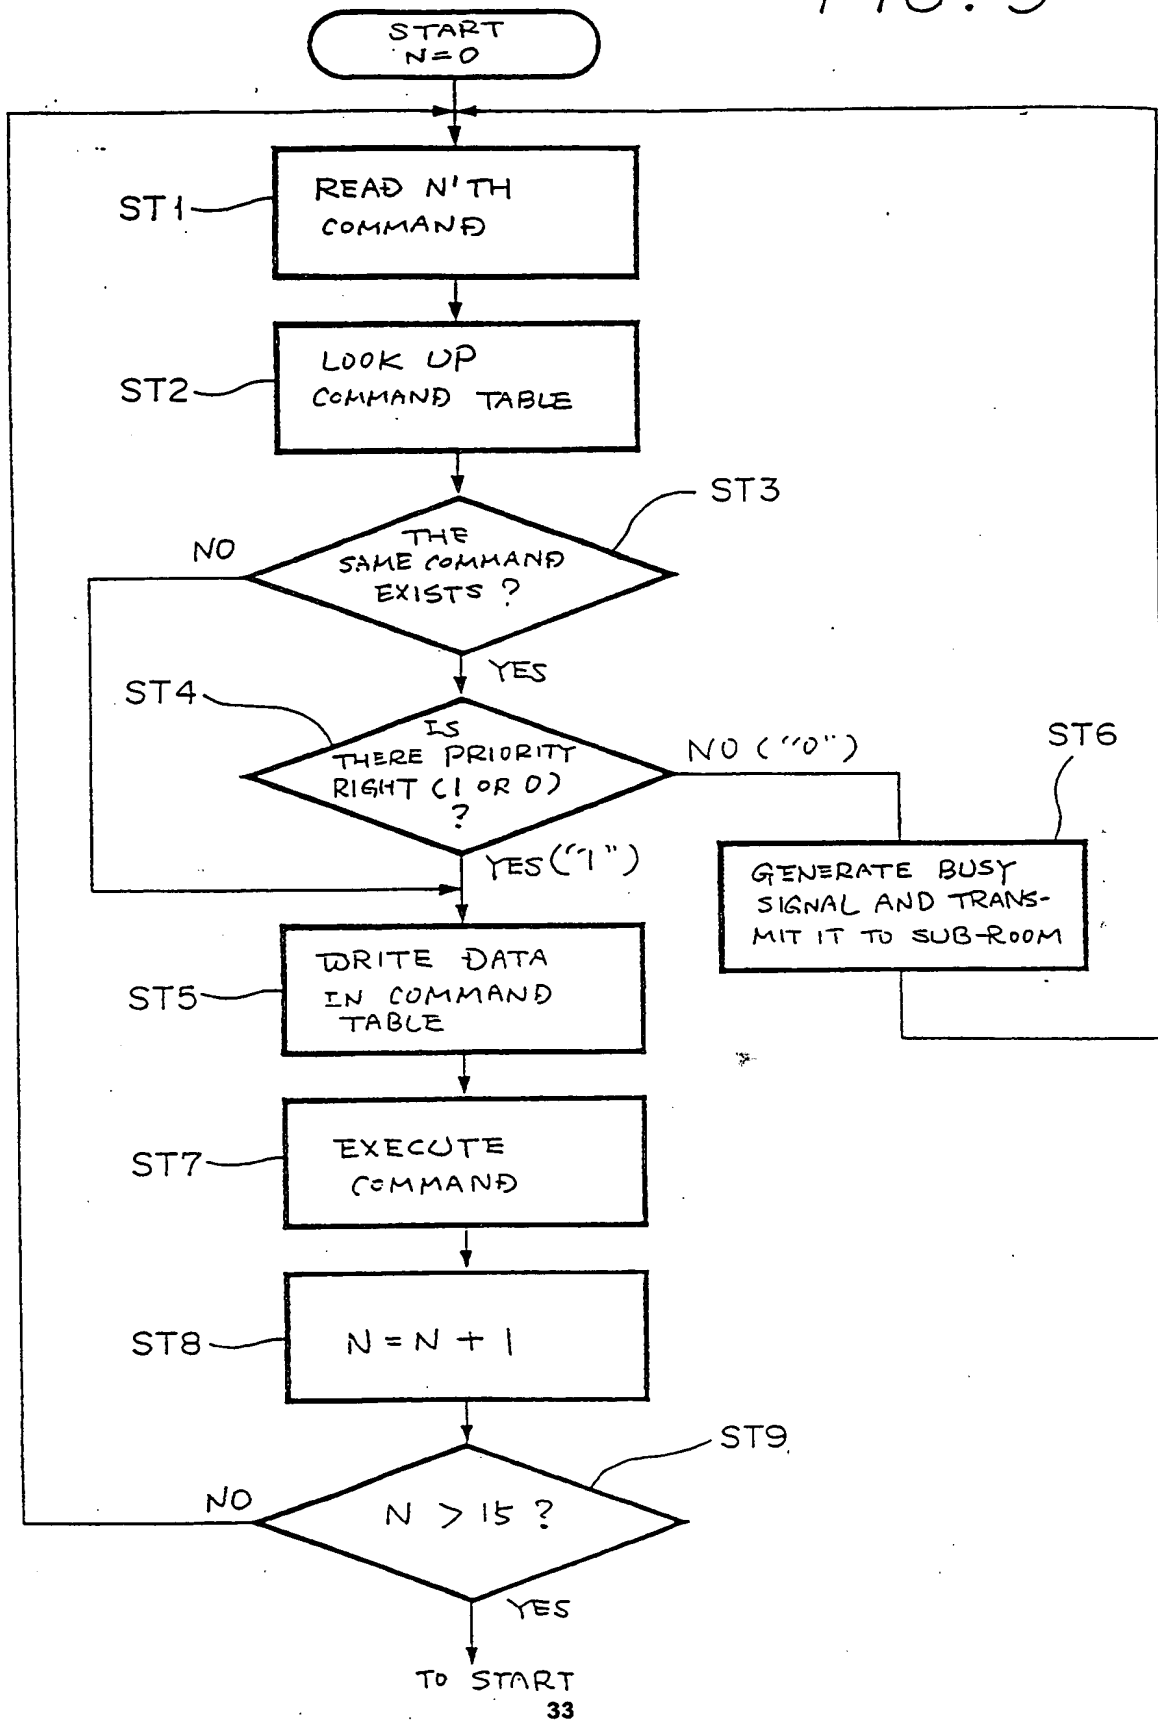 START
N=0
ST1
READ N'TH
COMMAND
ST2
LOOK UP
COMMAND TABLE
ST3
THE
SAME COMMAND
EXISTS ?
NO
YES
ST4
IS
THERE PRIORITY
RIGHT (1 OR 0)
?
NO ("0")
ST6
YES ("1")
GENERATE BUSY
SIGNAL AND TRANS-
MIT IT TO SUB-ROOM
ST5
WRITE DATA
IN COMMAND
TABLE
ST7
EXECUTE
COMMAND
ST8
N = N + 1
ST9
NO
N > 15 ?
YES
TO START
33